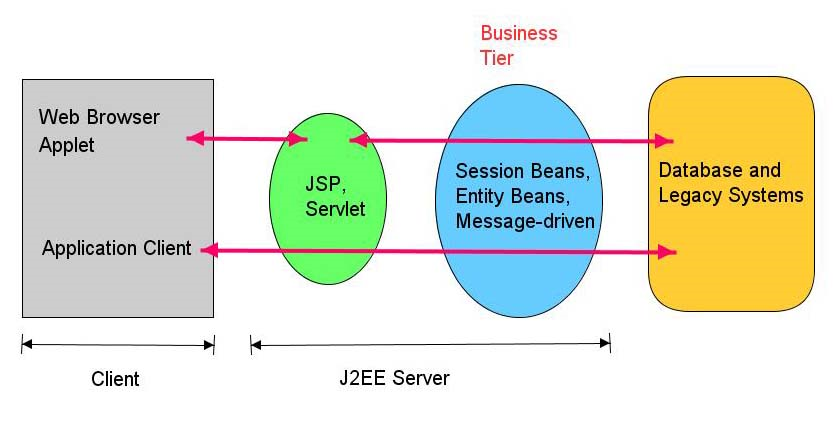 Business
Tier
Web Browser
Applet
Application Client
JSP,
Servlet
Session Beans,
Entity Beans,
Message-driven
Database and
Legacy Systems
Client
J2EE Server